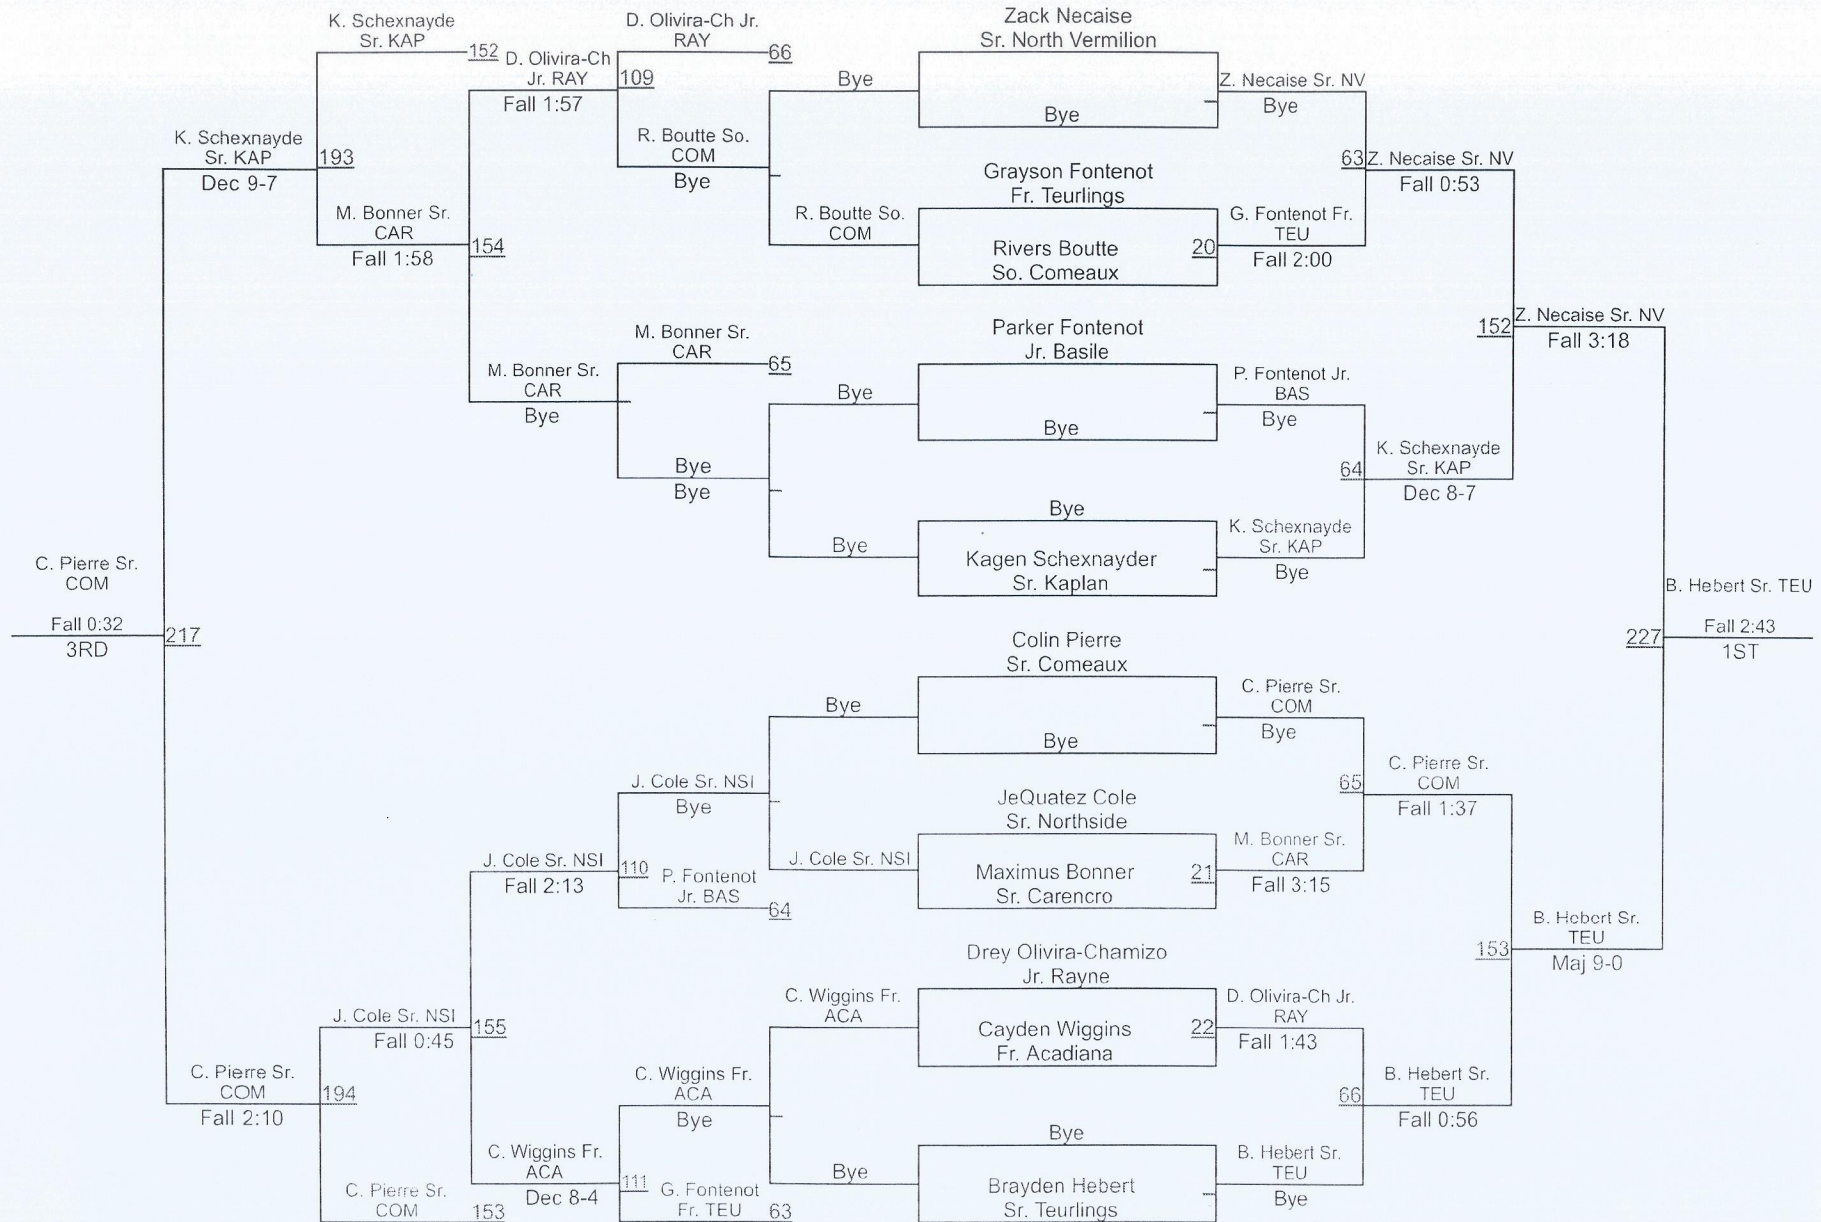 K. Schexnayde
Sr. KAP
152
D. Olivira-Ch Jr.
RAY
66
Zack Necaise
Sr. North Vermilion
D. Olivira-Ch
Jr. RAY
109
Fall 1:57
Bye
Bye
Z. Necaise Sr. NV
Bye
K. Schexnayde
Sr. KAP
193
Dec 9-7
R. Boutte So.
COM
Bye
Grayson Fontenot
Fr. Teurlings
63
Z. Necaise Sr. NV
Fall 0:53
M. Bonner Sr.
CAR
Fall 1:58
154
R. Boutte So.
COM
Rivers Boutte
So. Comeaux
20
G. Fontenot Fr.
TEU
Fall 2:00
M. Bonner Sr.
CAR
65
Parker Fontenot
Jr. Basile
152
Z. Necaise Sr. NV
Fall 3:18
M. Bonner Sr.
CAR
Bye
Bye
Bye
P. Fontenot Jr.
BAS
Bye
Bye
Bye
64
K. Schexnayde
Sr. KAP
Dec 8-7
Bye
Bye
Kagen Schexnayder
Sr. Kaplan
K. Schexnayde
Sr. KAP
Bye
C. Pierre Sr.
COM
Fall 0:32
3RD
217
B. Hebert Sr. TEU
Fall 2:43
1ST
227
Colin Pierre
Sr. Comeaux
Bye
Bye
C. Pierre Sr.
COM
Bye
J. Cole Sr. NSI
Bye
JeQuatez Cole
Sr. Northside
65
C. Pierre Sr.
COM
Fall 1:37
J. Cole Sr. NSI
Fall 2:13
110
P. Fontenot
Jr. BAS
64
J. Cole Sr. NSI
Maximus Bonner
Sr. Carencro
21
M. Bonner Sr.
CAR
Fall 3:15
153
B. Hebert Sr.
TEU
Maj 9-0
Drey Olivira-Chamizo
Jr. Rayne
J. Cole Sr. NSI
Fall 0:45
155
C. Wiggins Fr.
ACA
Cayden Wiggins
Fr. Acadiana
22
D. Olivira-Ch Jr.
RAY
Fall 1:43
C. Pierre Sr.
COM
Fall 2:10
194
C. Wiggins Fr.
ACA
Bye
66
B. Hebert Sr.
TEU
Fall 0:56
C. Wiggins Fr.
ACA
Dec 8-4
111
G. Fontenot
Fr. TEU
63
Bye
Bye
Brayden Hebert
Sr. Teurlings
B. Hebert Sr.
TEU
Bye
C. Pierre Sr.
COM
153